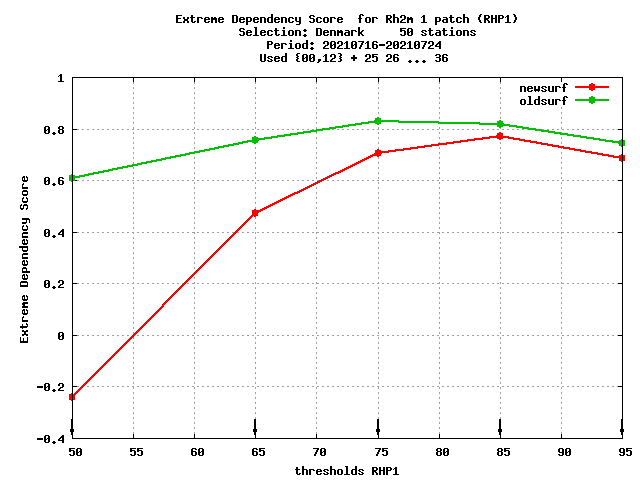 Extreme Dependency Score  for Rh2m 1 patch (RHP1)
Selection: Denmark     50 stations
Period: 20210716-20210724
Used {00,12} + 25 26 ... 36
newsurf
oldsurf
1
0.8
0.6
0.4
0.2
0
-0.2
-0.4
Extreme Dependency Score
50 55 60 65 70 75 80 85 90 95
thresholds RHP1